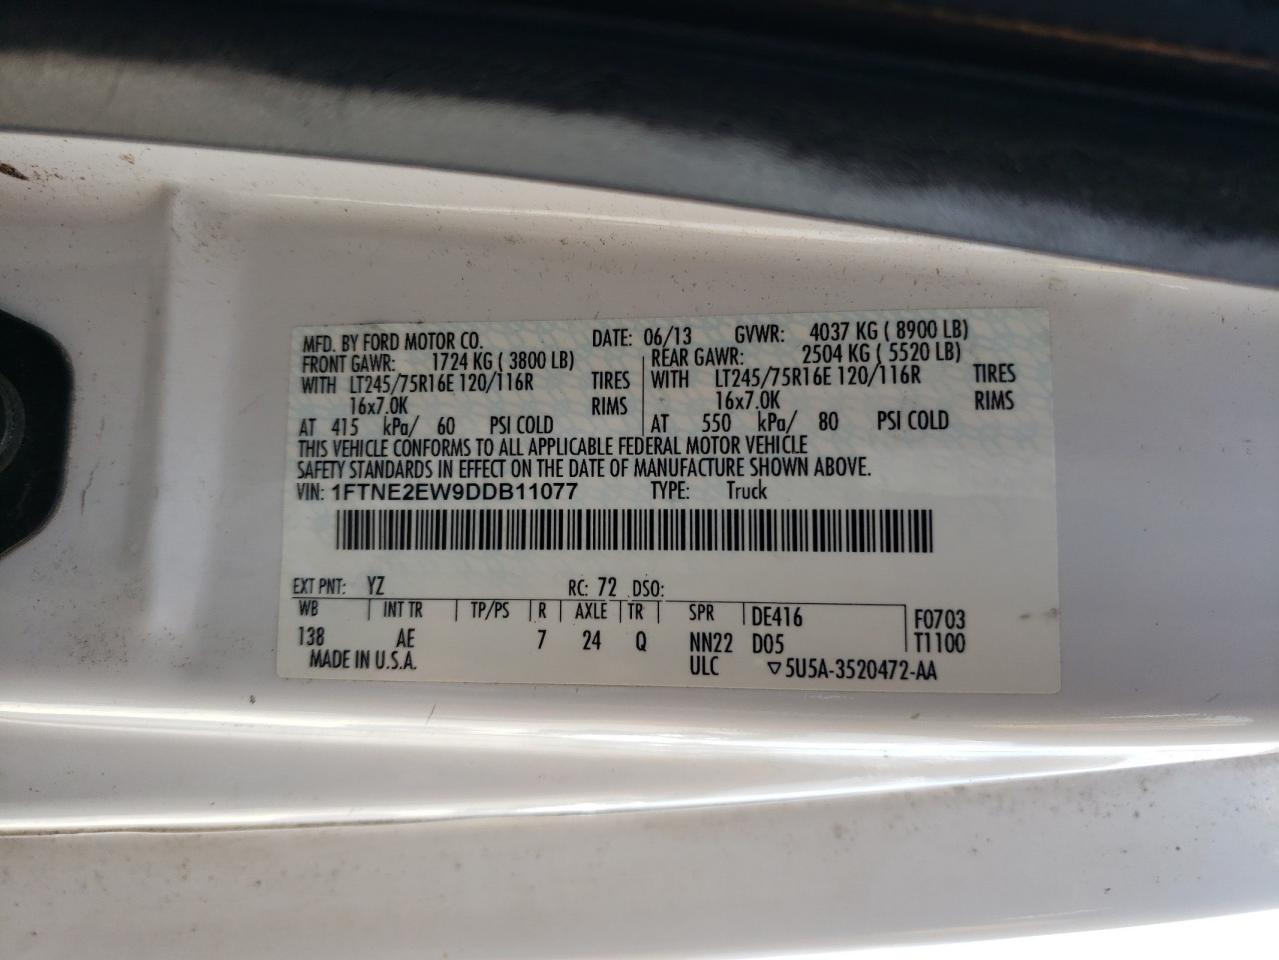 MFD. BY FORD MOTOR CO. DATE: 06/13 GVWR: 4037 KG ( 8900 LB)
FRONT GAWR: 1724 KG ( 3800 LB) REAR GAWR: 2504 KG ( 5520 LB)
WITH LT245/75R16E 120/116R TIRES WITH LT245/75R16E 120/116R TIRES
16x7.0K RIMS 16x7.0K RIMS
AT 415 kPa/ 60 PSI COLD AT 550 kPa/ 80 PSI COLD
THIS VEHICLE CONFORMS TO ALL APPLICABLE FEDERAL MOTOR VEHICLE
SAFETY STANDARDS IN EFFECT ON THE DATE OF MANUFACTURE SHOWN ABOVE.
VIN: 1FTNE2EW9DDB11077 TYPE: Truck
EXT PNT: YZ RC: 72 DSO:
WB INT TR TP/PS R AXLE TR SPR DE416 F0703
138 AE 7 24 Q NN22 D05 T1100
MADE IN U.S.A. ULC ▽5U5A-3520472-AA